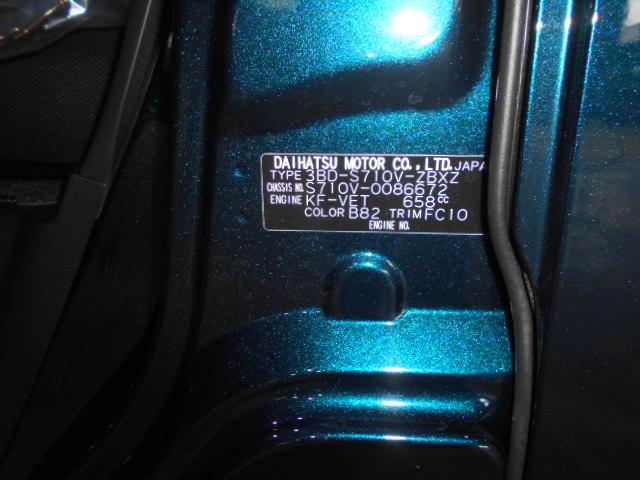 DAIHATSU MOTOR CO., LTD. JAPA
TYPE 3BD-S710V-ZBXZ
CHASSIS NO. S710V-0086672
ENGINE KF-VET 658cc
COLOR B82 TRIM FC10
ENGINE NO.